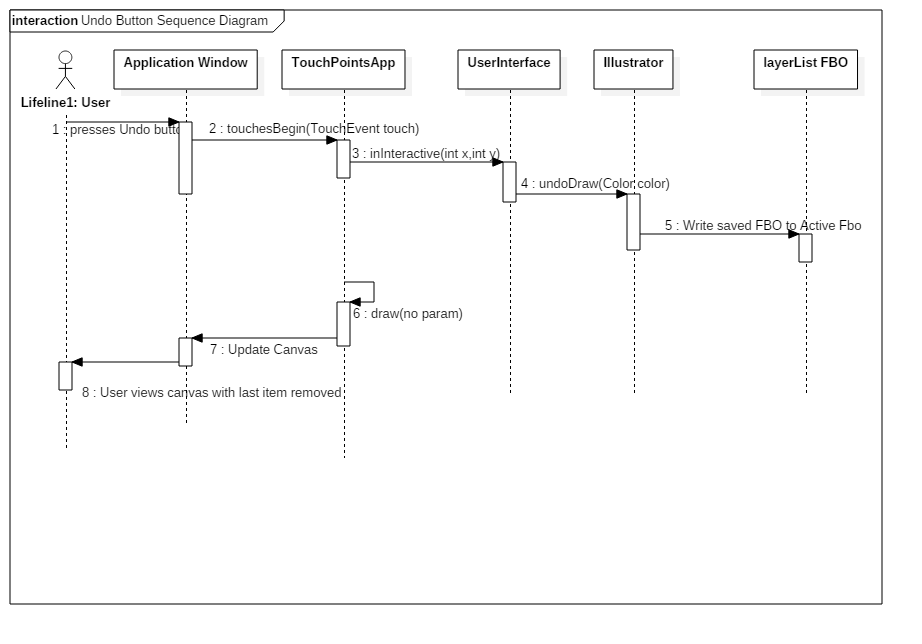 interaction Undo Button Sequence Diagram
Application Window
TouchPointsApp
UserInterface
Illustrator
layerList FBO
Lifeline1: User
1 : presses Undo button
2 : touchesBegin(TouchEvent touch)
3 : inInteractive(int x,int y)
4 : undoDraw(Color color)
5 : Write saved FBO to Active Fbo
6 : draw(no param)
7 : Update Canvas
8 : User views canvas with last item removed